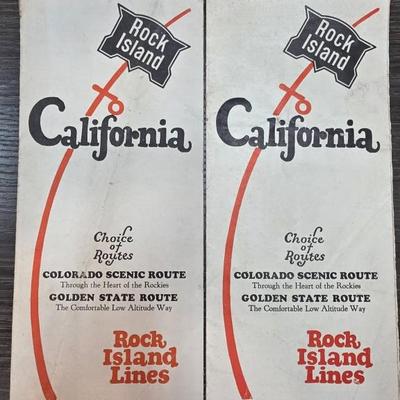 Rock
Island
to
California
Choice
of
Routes
COLORADO SCENIC ROUTE
Through the Heart of the Rockies
GOLDEN STATE ROUTE
The Comfortable Low Altitude Way
Rock
Island
Lines
Rock
Island
to
California
Choice
of
Routes
COLORADO SCENIC ROUTE
Through the Heart of the Rockies
GOLDEN STATE ROUTE
The Comfortable Low Altitude Way
Rock
Island
Lines